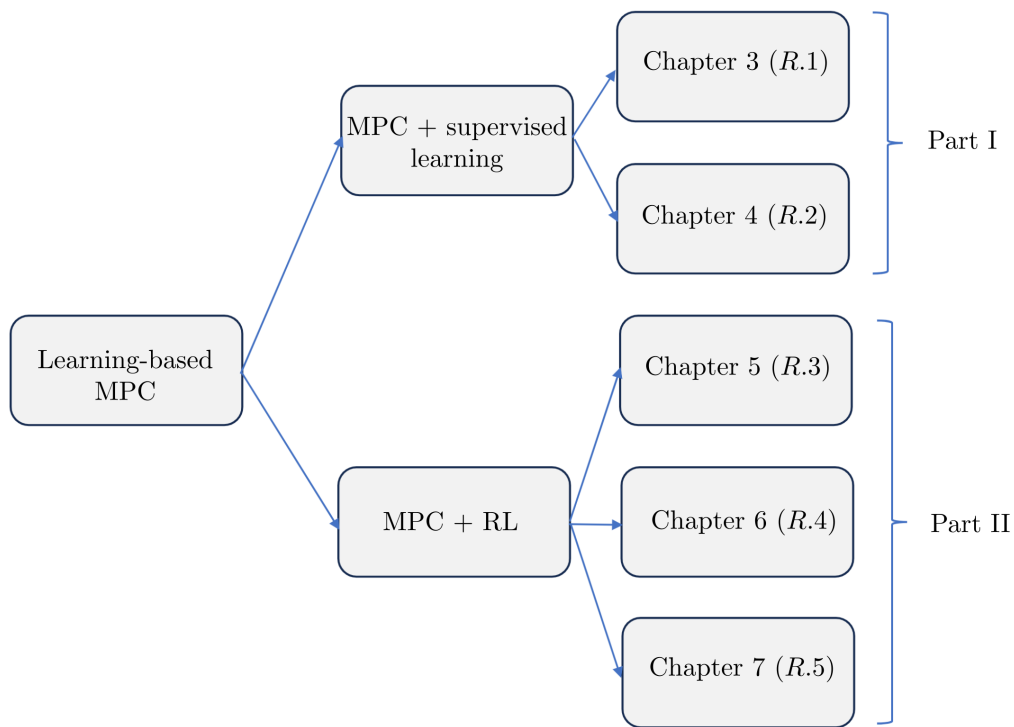 Learning-based
MPC
MPC + supervised
learning
Chapter 3 (R.1)
Chapter 4 (R.2)
Part I
MPC + RL
Chapter 5 (R.3)
Chapter 6 (R.4)
Chapter 7 (R.5)
Part II